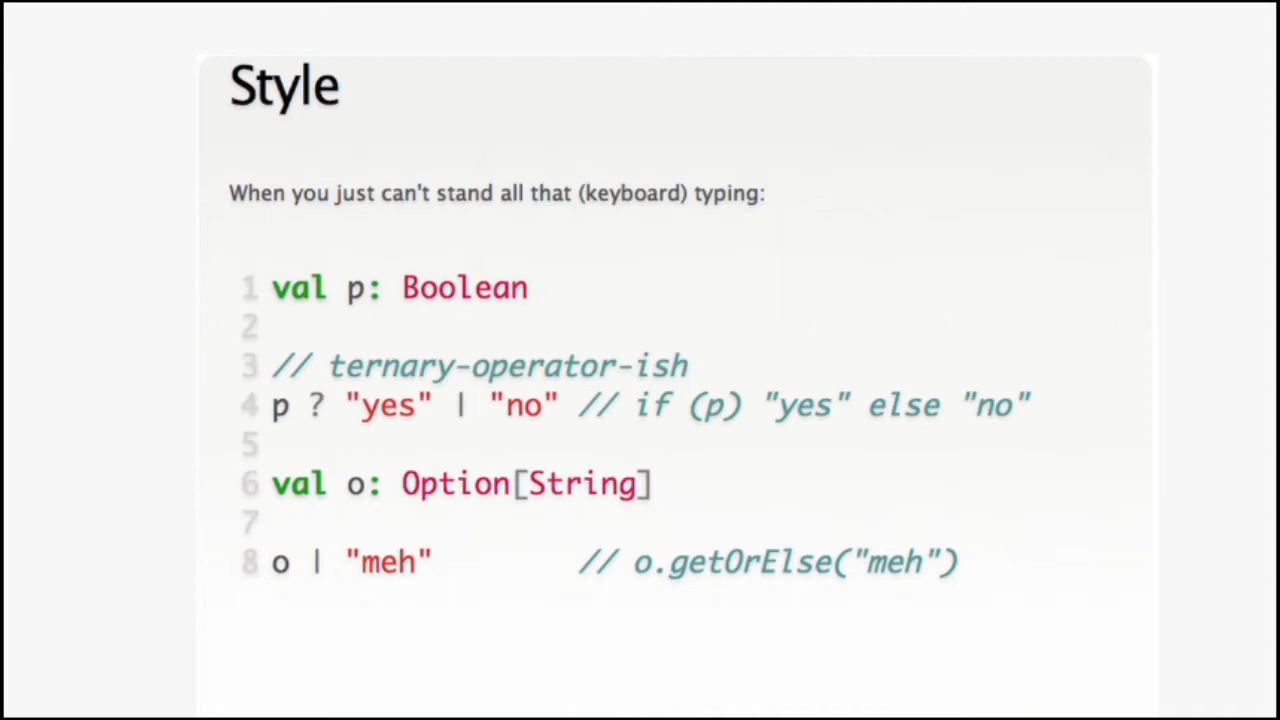 Style
When you just can't stand all that (keyboard) typing:
1 val p: Boolean
2
3 // ternary-operator-ish
4 p ? "yes" | "no" // if (p) "yes" else "no"
5
6 val o: Option[String]
7
8 o | "meh" // o.getOrElse("meh")